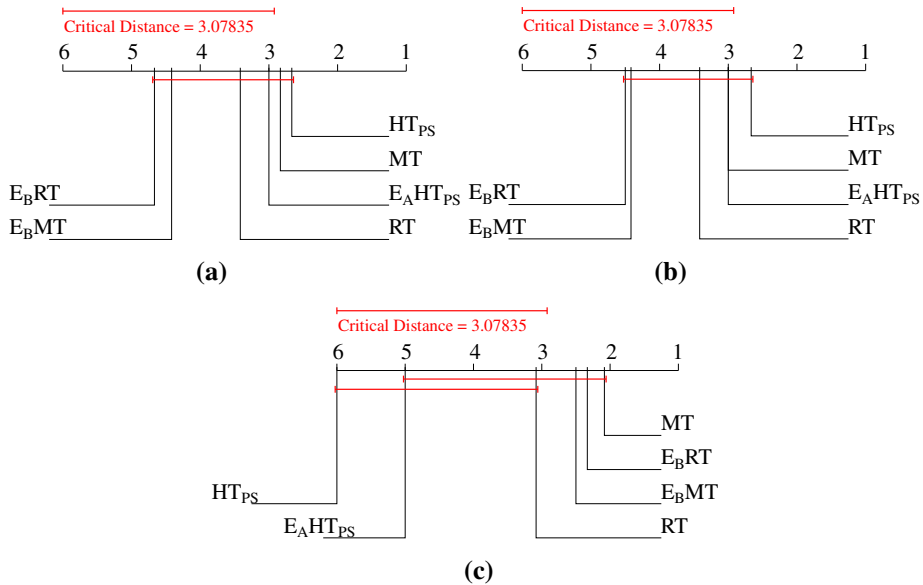 Critical Distance = 3.07835
6 5 4 3 2 1
HT_PS
MT
E_BRT E_AHT_PS
E_BMT RT
(a)
Critical Distance = 3.07835
6 5 4 3 2 1
HT_PS
MT
E_BRT E_AHT_PS
E_BMT RT
(b)
Critical Distance = 3.07835
6 5 4 3 2 1
MT
E_BRT
HT_PS E_BMT
E_AHT_PS RT
(c)